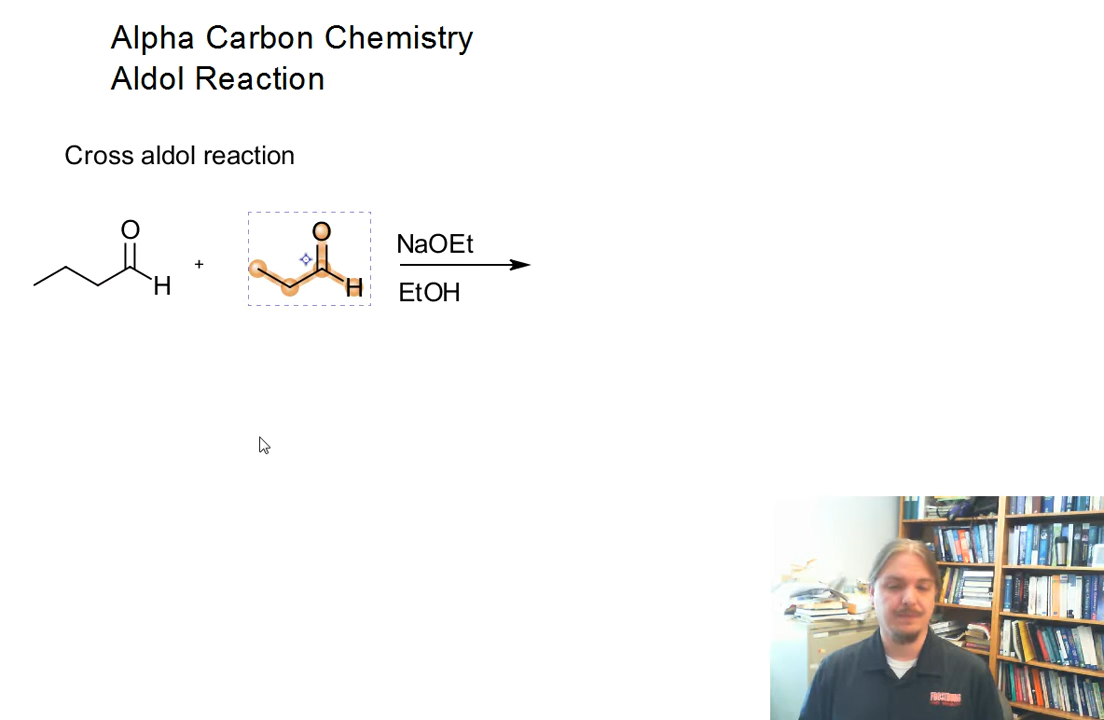 Alpha Carbon Chemistry
Aldol Reaction
Cross aldol reaction
O
H
+
O
H
NaOEt
EtOH